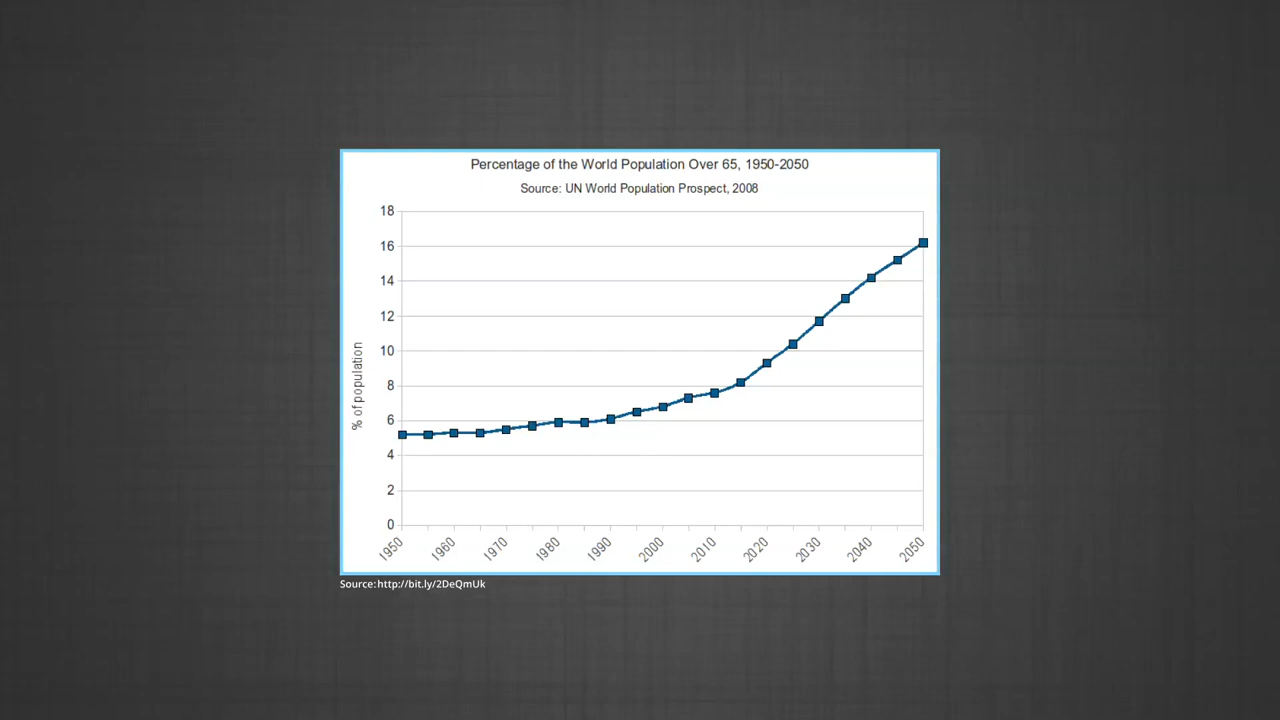 Percentage of the World Population Over 65, 1950-2050
Source: UN World Population Prospect, 2008
% of population
18
16
14
12
10
8
6
4
2
0
1950 1960 1970 1980 1990 2000 2010 2020 2030 2040 2050
Source: http://bit.ly/2DeQmUk